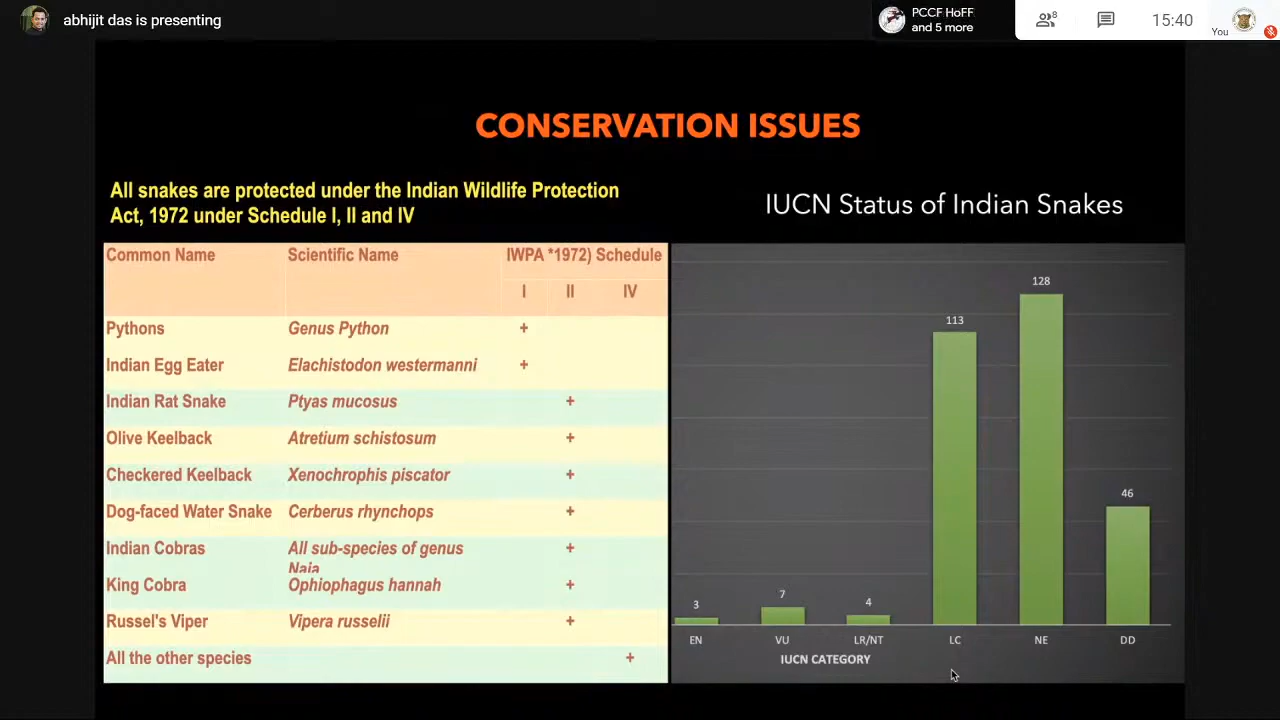 abhijit das is presenting
PCCF HoFF
and 5 more
8
15:40
You
CONSERVATION ISSUES
All snakes are protected under the Indian Wildlife Protection
Act, 1972 under Schedule I, II and IV
Common Name Scientific Name IWPA *1972) Schedule
I II IV
Pythons Genus Python +
Indian Egg Eater Elachistodon westermanni +
Indian Rat Snake Ptyas mucosus +
Olive Keelback Atretium schistosum +
Checkered Keelback Xenochrophis piscator +
Dog-faced Water Snake Cerberus rhynchops +
Indian Cobras All sub-species of genus +
Naja
King Cobra Ophiophagus hannah +
Russel's Viper Vipera russelii +
All the other species +
IUCN Status of Indian Snakes
3 7 4 113 128 46
EN VU LR/NT LC NE DD
IUCN CATEGORY